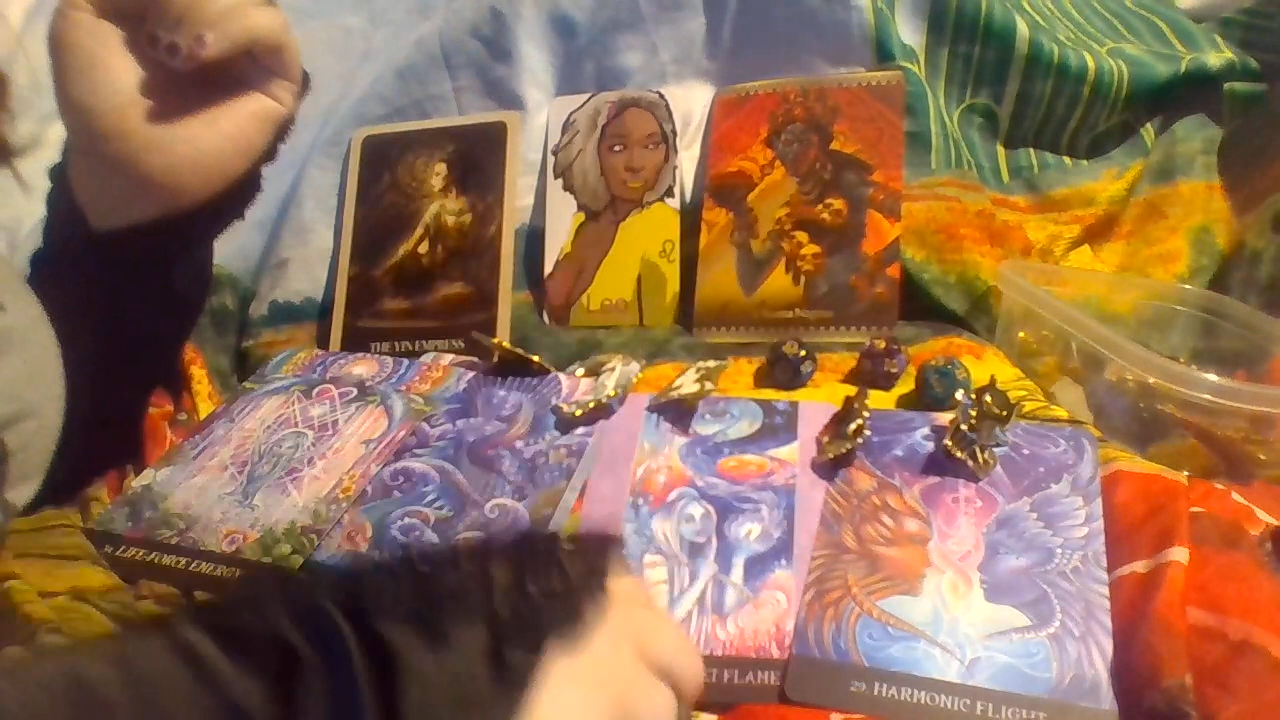 THE YIN EMPRESS
Leo
LIFE-FORCE ENERGY
FLAME
29. HARMONIC FLIGHT